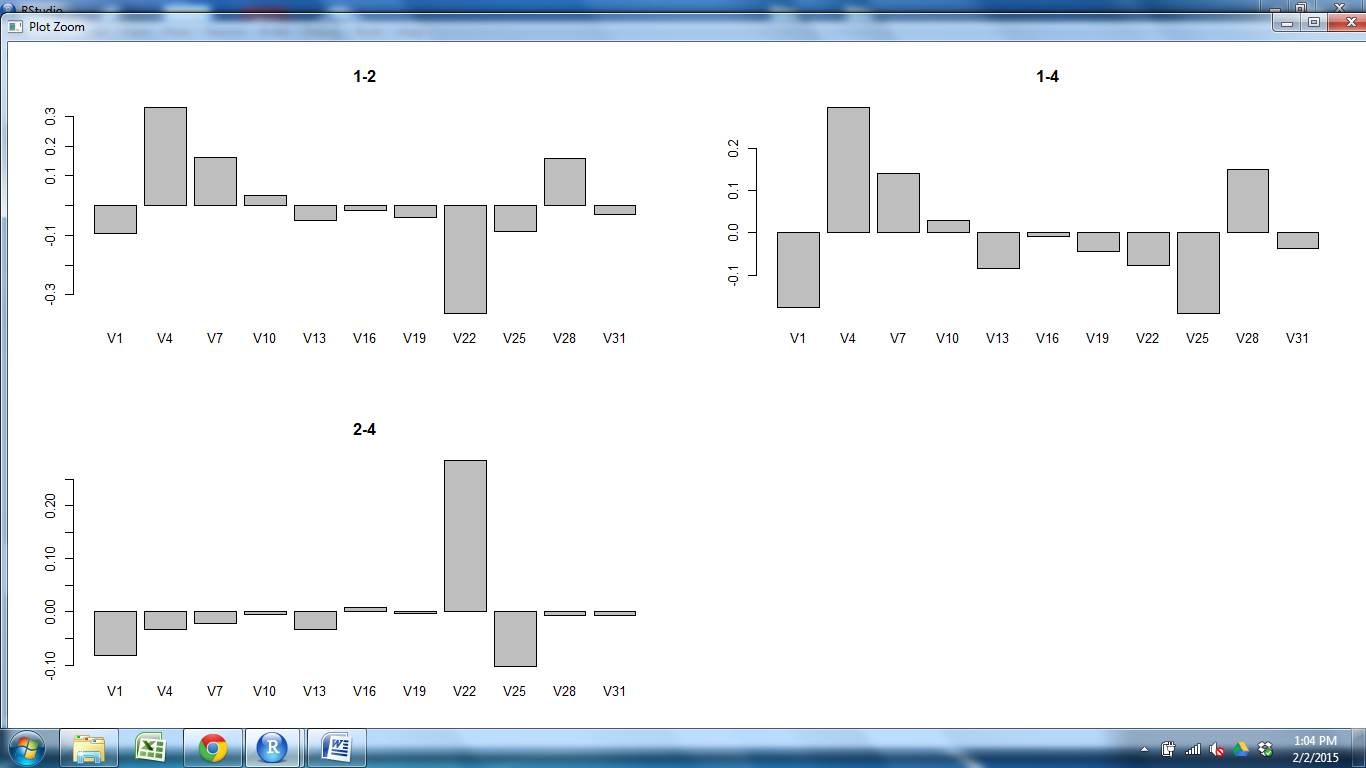 RStudio
Plot Zoom
1-2
0.3
0.2
0.1
-0.1
-0.3
V1 V4 V7 V10 V13 V16 V19 V22 V25 V28 V31
1-4
0.2
0.1
0.0
-0.1
V1 V4 V7 V10 V13 V16 V19 V22 V25 V28 V31
2-4
0.20
0.10
0.00
-0.10
V1 V4 V7 V10 V13 V16 V19 V22 V25 V28 V31
R
W
1:04 PM
2/2/2015